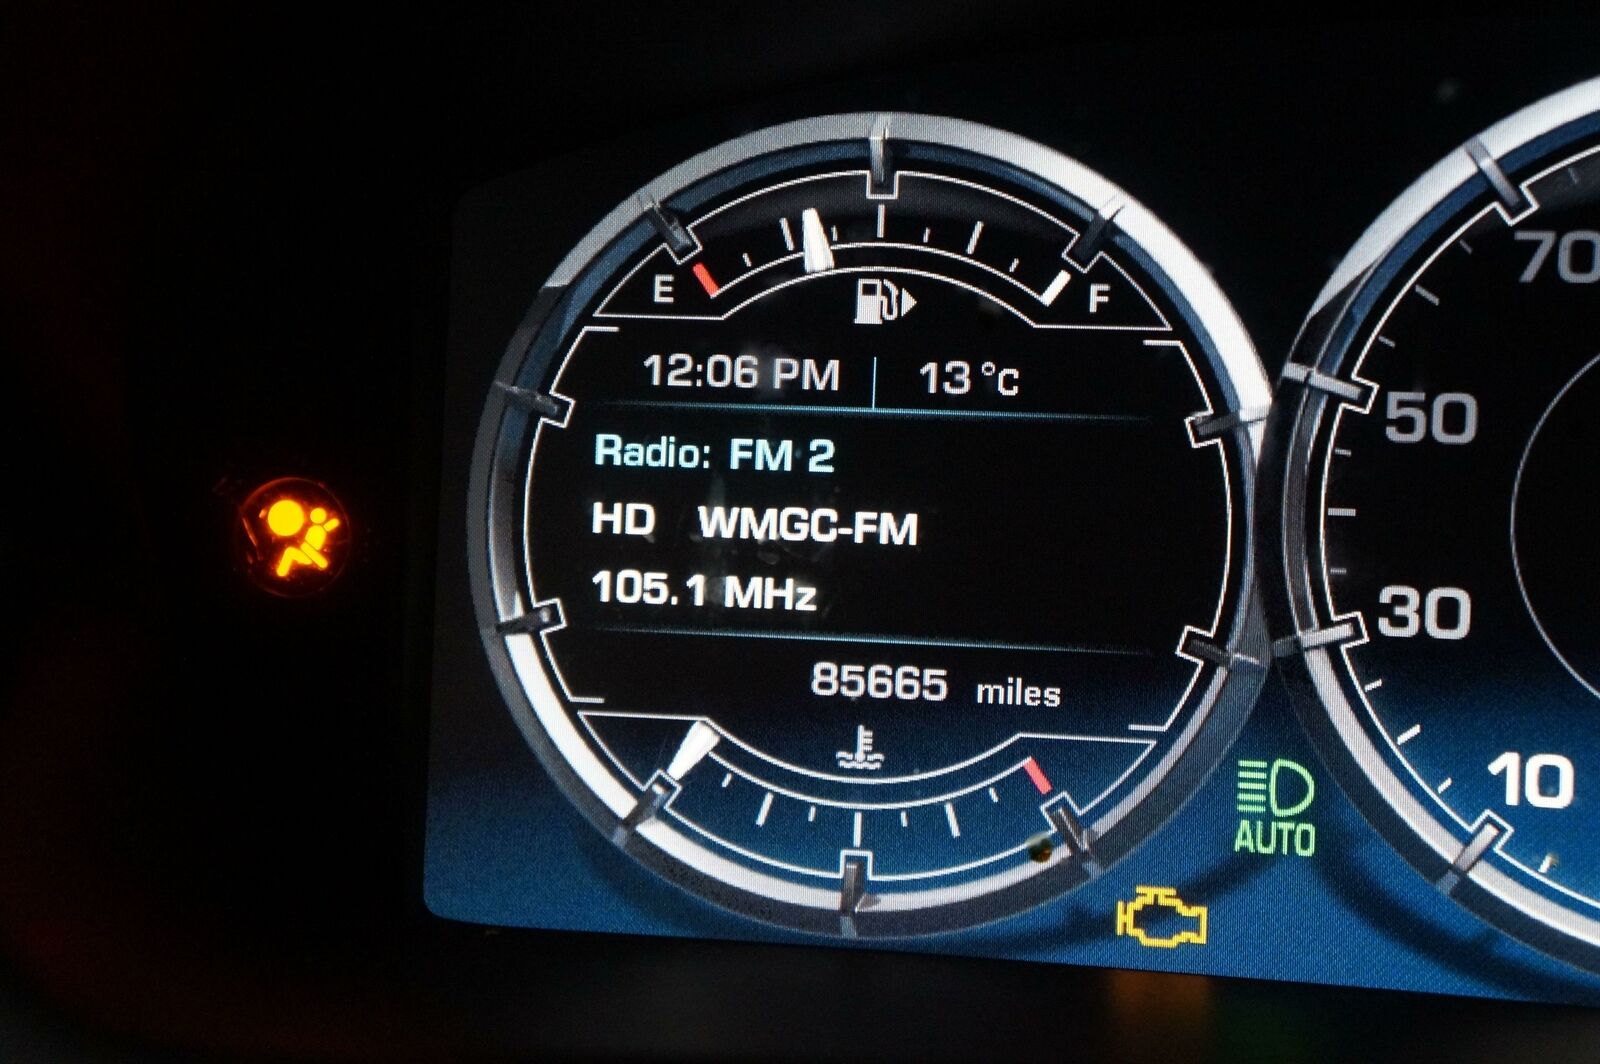 E F
12:06 PM 13 °C
Radio: FM 2
HD WMGC-FM
105.1 MHz
85665 miles
AUTO
70
50
30
10